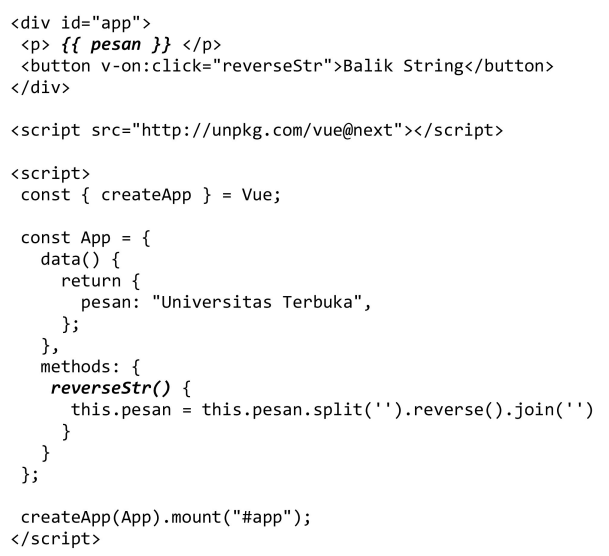 <div id="app">
 <p> {{ pesan }} </p>
 <button v-on:click="reverseStr">Balik String</button>
</div>

<script src="http://unpkg.com/vue@next"></script>

<script>
 const { createApp } = Vue;

 const App = {
   data() {
     return {
       pesan: "Universitas Terbuka",
     };
   },
   methods: {
    reverseStr() {
      this.pesan = this.pesan.split('').reverse().join('')
     }
   }
 };

 createApp(App).mount("#app");
</script>